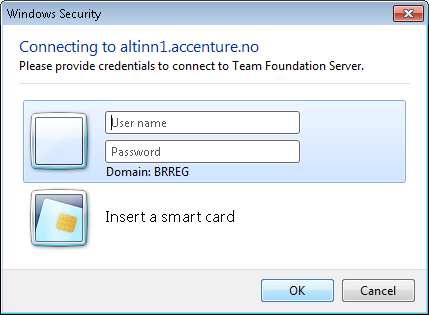 Windows Security
Connecting to altinn1.accenture.no
Please provide credentials to connect to Team Foundation Server.
User name
Password
Domain: BRREG
Insert a smart card
OK
Cancel